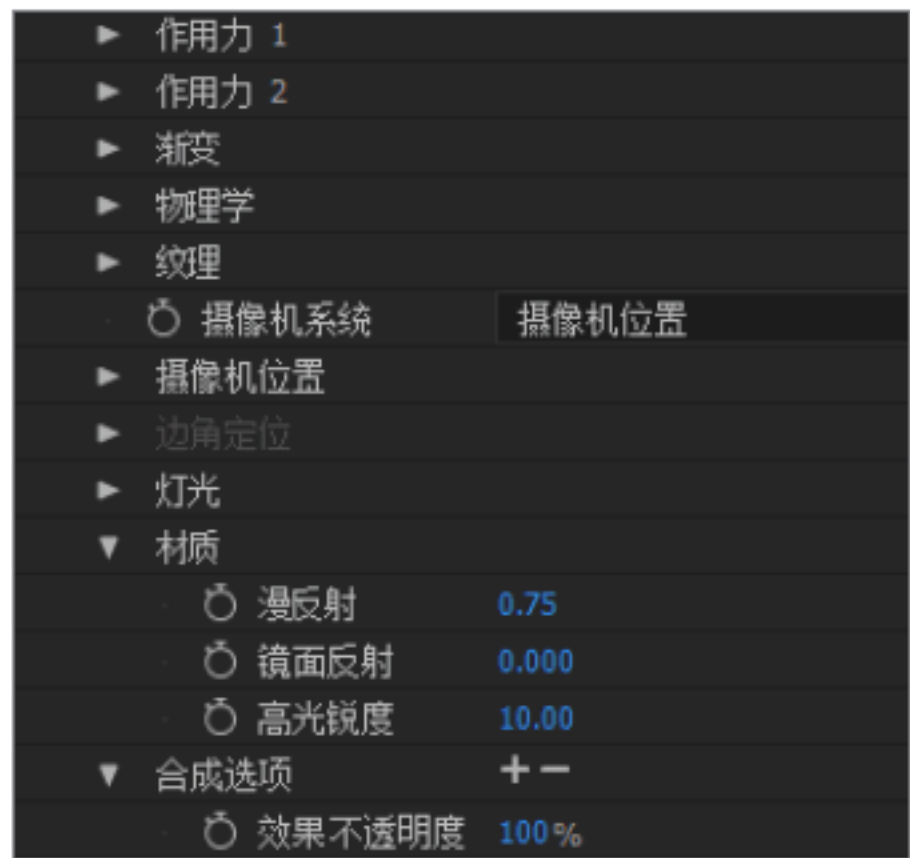 作用力 1
作用力 2
渐变
物理学
纹理
摄像机系统 摄像机位置
摄像机位置
边角定位
灯光
材质
漫反射 0.75
镜面反射 0.000
高光锐度 10.00
合成选项 + −
效果不透明度 100%